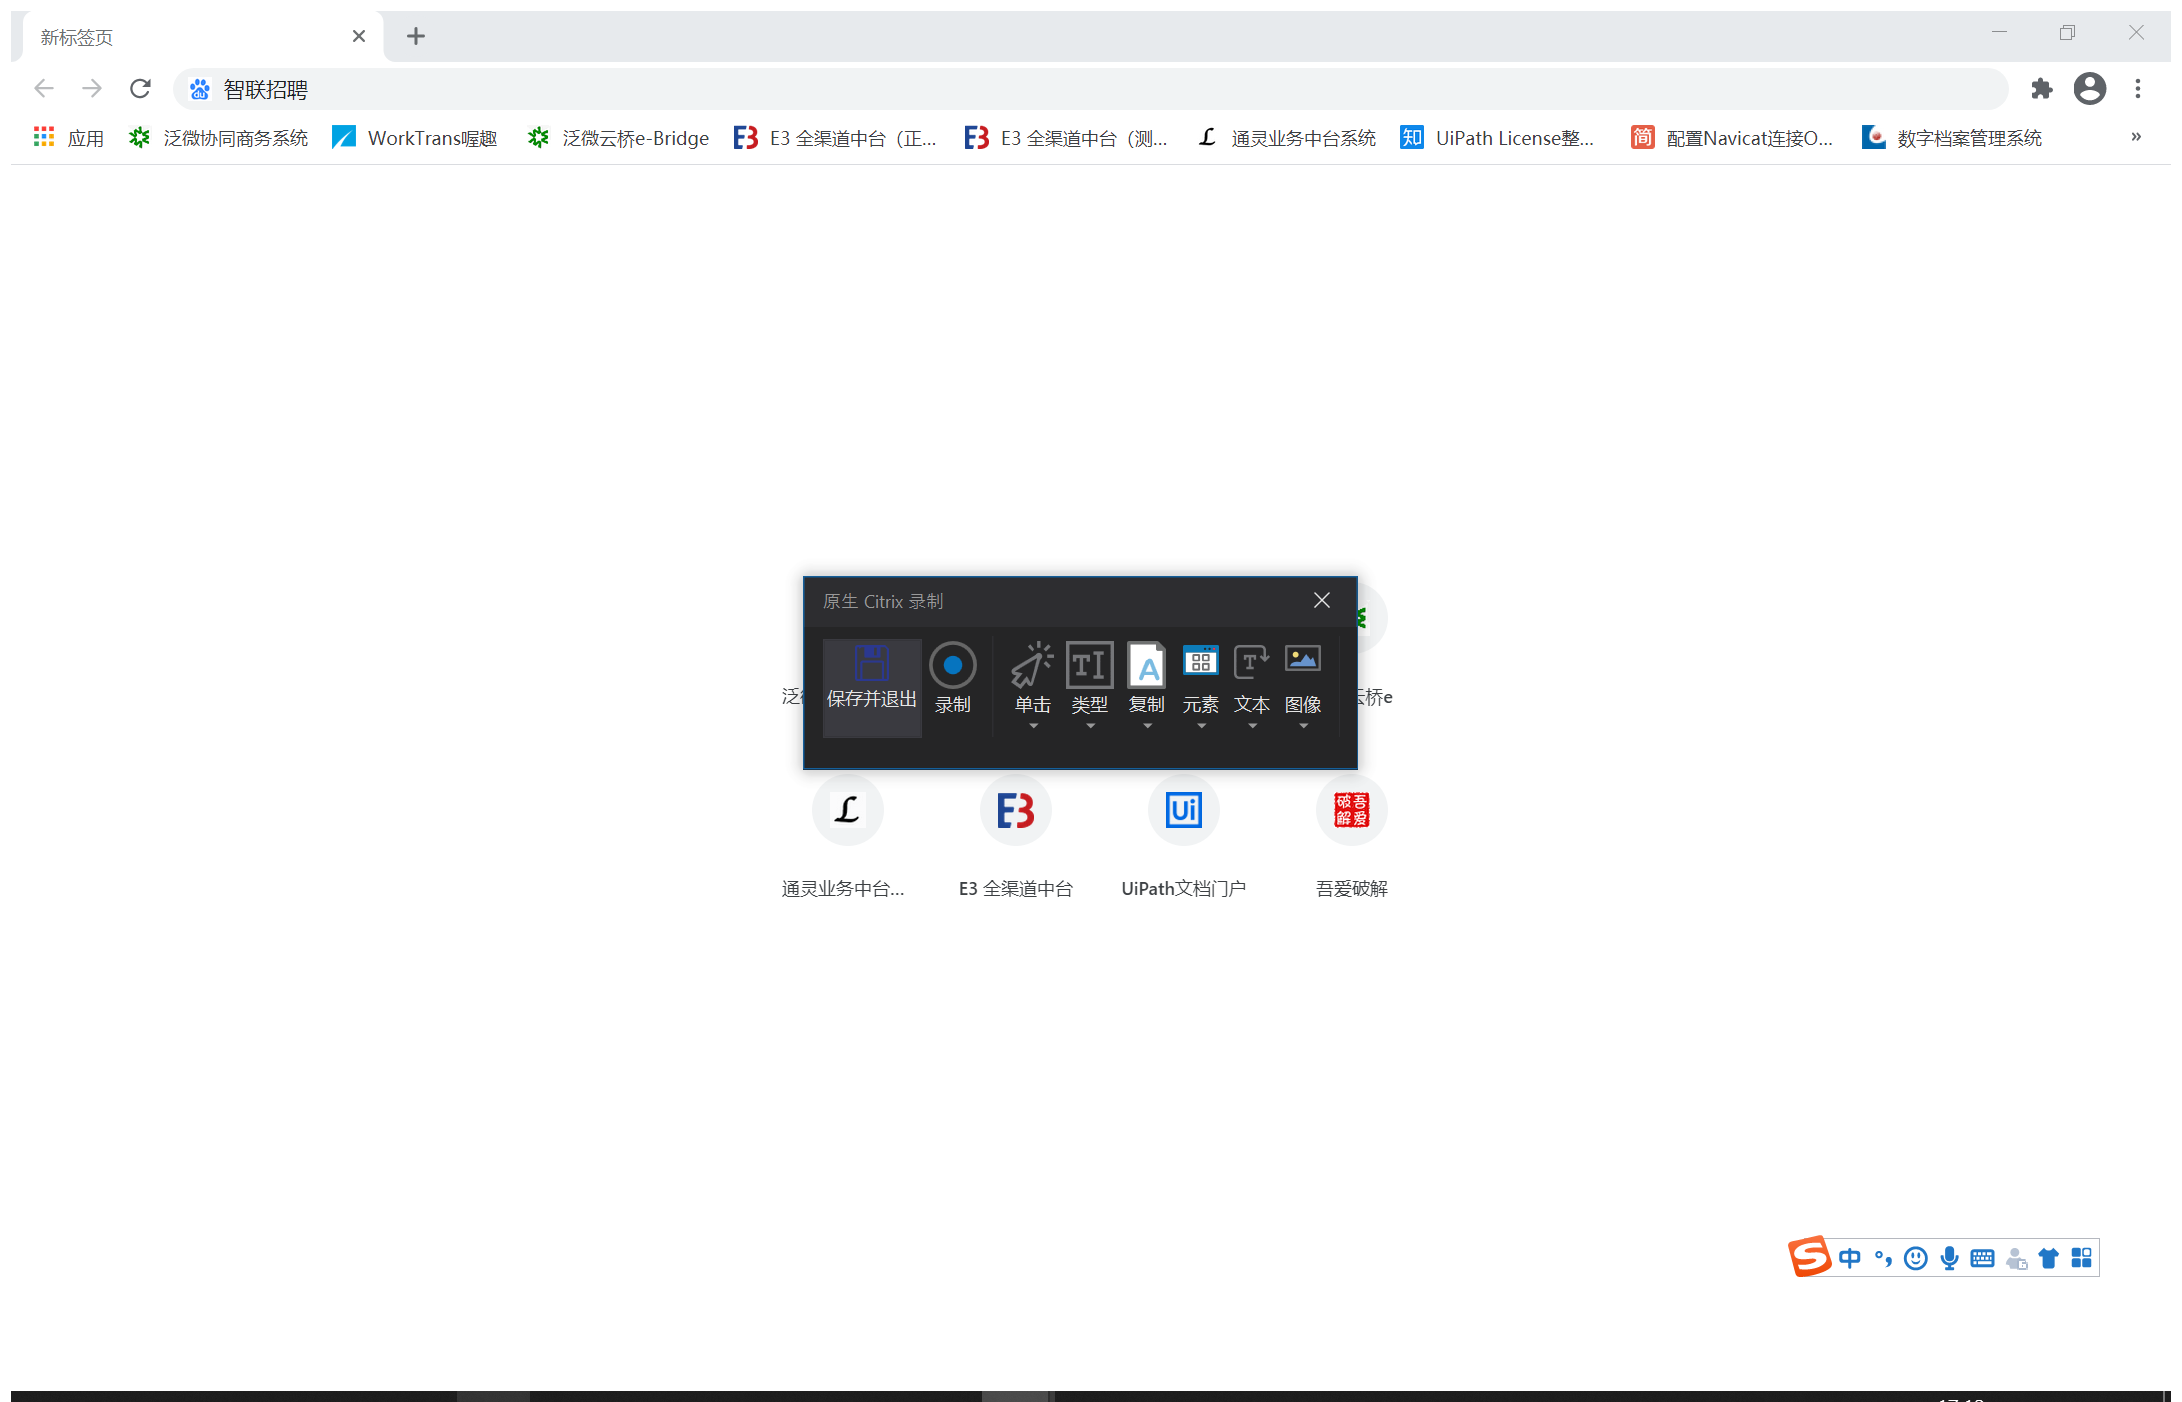 新标签页
智联招聘
应用 泛微协同商务系统 WorkTrans喔趣 泛微云桥e-Bridge E3 全渠道中台（正... E3 全渠道中台（测... 通灵业务中台系统 知 UiPath License整... 简 配置Navicat连接O... 数字档案管理系统 »
原生 Citrix 录制
保存并退出 录制 单击 类型 复制 元素 文本 图像
云桥e
通灵业务中台... E3 全渠道中台 UiPath文档门户 吾爱破解
中